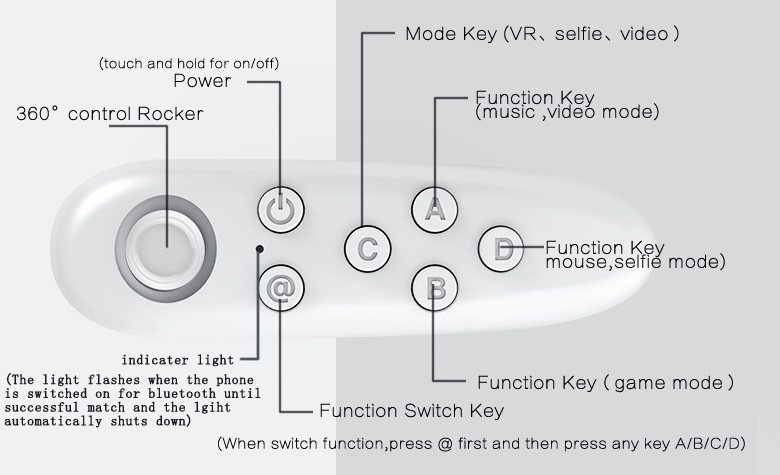 Mode Key (VR、selfie、video )
(touch and hold for on/off)
Power
360° control Rocker
Function Key
(music ,video mode)
A
C
D
Function Key
mouse,selfie mode)
@
B
indicater light
(The light flashes when the phone
is switched on for bluetooth until
successful match and the lgiht
automatically shuts down)
Function Key ( game mode )
Function Switch Key
(When switch function,press @ first and then press any key A/B/C/D)